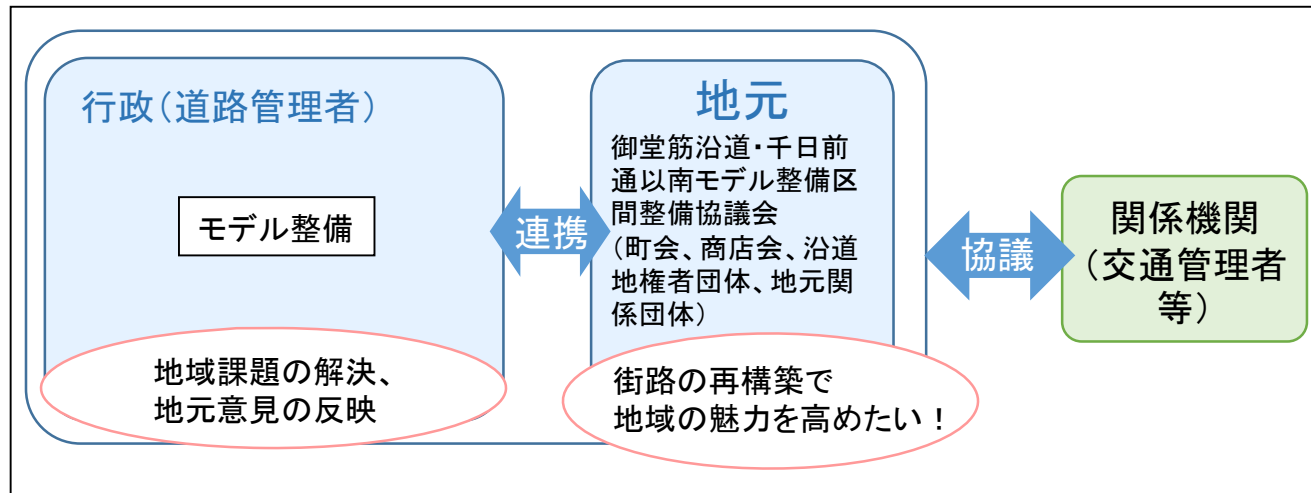 行政（道路管理者）
モデル整備
地域課題の解決、
地元意見の反映
連携
地元
御堂筋沿道・千日前
通以南モデル整備区
間整備協議会
（町会、商店会、沿道
地権者団体、地元関
係団体）
街路の再構築で
地域の魅力を高めたい！
協議
関係機関
（交通管理者
等）